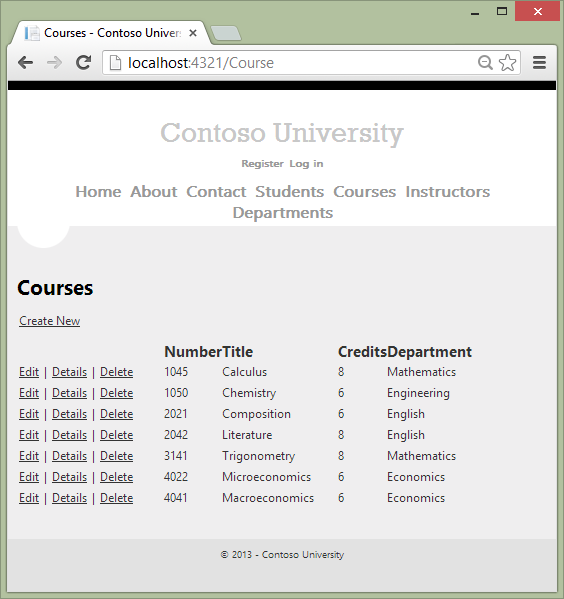 Courses - Contoso Univer
localhost:4321/Course
Contoso University
Register Log in
Home About Contact Students Courses Instructors
Departments
Courses
Create New
Number Title Credits Department
Edit | Details | Delete 1045 Calculus 8 Mathematics
Edit | Details | Delete 1050 Chemistry 6 Engineering
Edit | Details | Delete 2021 Composition 6 English
Edit | Details | Delete 2042 Literature 8 English
Edit | Details | Delete 3141 Trigonometry 8 Mathematics
Edit | Details | Delete 4022 Microeconomics 6 Economics
Edit | Details | Delete 4041 Macroeconomics 6 Economics
© 2013 - Contoso University